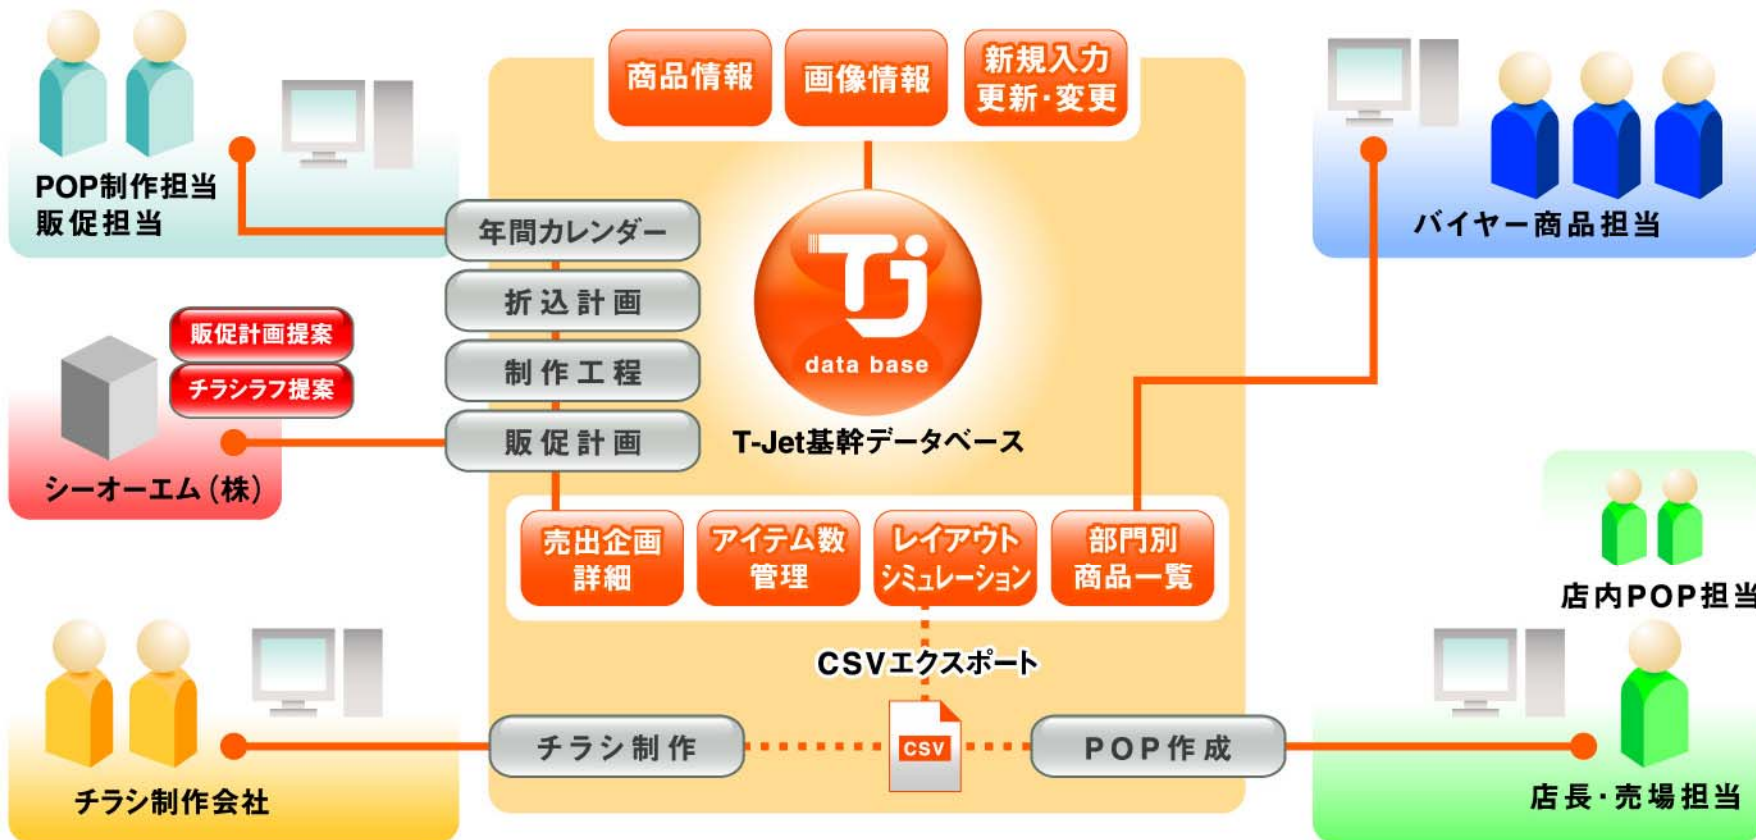 商品情報
画像情報
新規入力
更新・変更
POP制作担当
販促担当
年間カレンダー
折込計画
制作工程
販促計画
TJ
data base
T-Jet基幹データベース
バイヤー商品担当
販促計画提案
チラシラフ提案
シーオーエム(株)
売出企画
詳細
アイテム数
管理
レイアウト
シミュレーション
部門別
商品一覧
店内POP担当
CSVエクスポート
チラシ制作
CSV
POP作成
チラシ制作会社
店長・売場担当